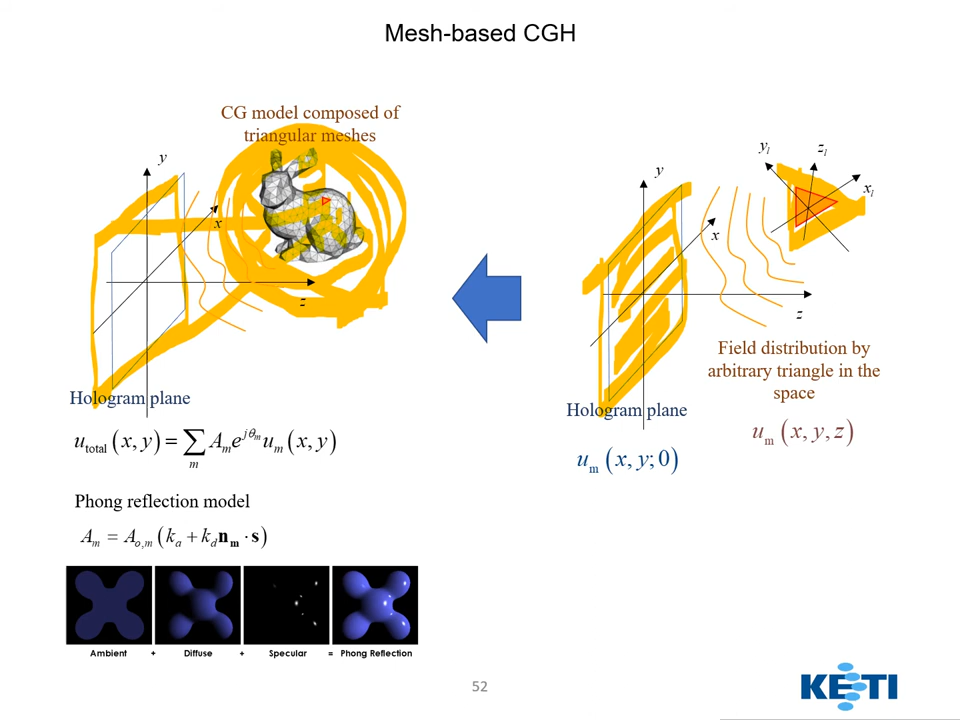 Mesh-based CGH
CG model composed of
triangular meshes
y
x
z
Hologram plane
u_total (x, y) = ∑_m A_m e^{jθ_m} u_m (x, y)
Phong reflection model
A_m = A_{o,m} (k_a + k_d n_m · s)
Ambient + Diffuse + Specular = Phong Reflection
y
x
z
y_l
z_l
x_l
Field distribution by
arbitrary triangle in the
space
u_m (x, y, z)
Hologram plane
u_m (x, y; 0)
52
KETI